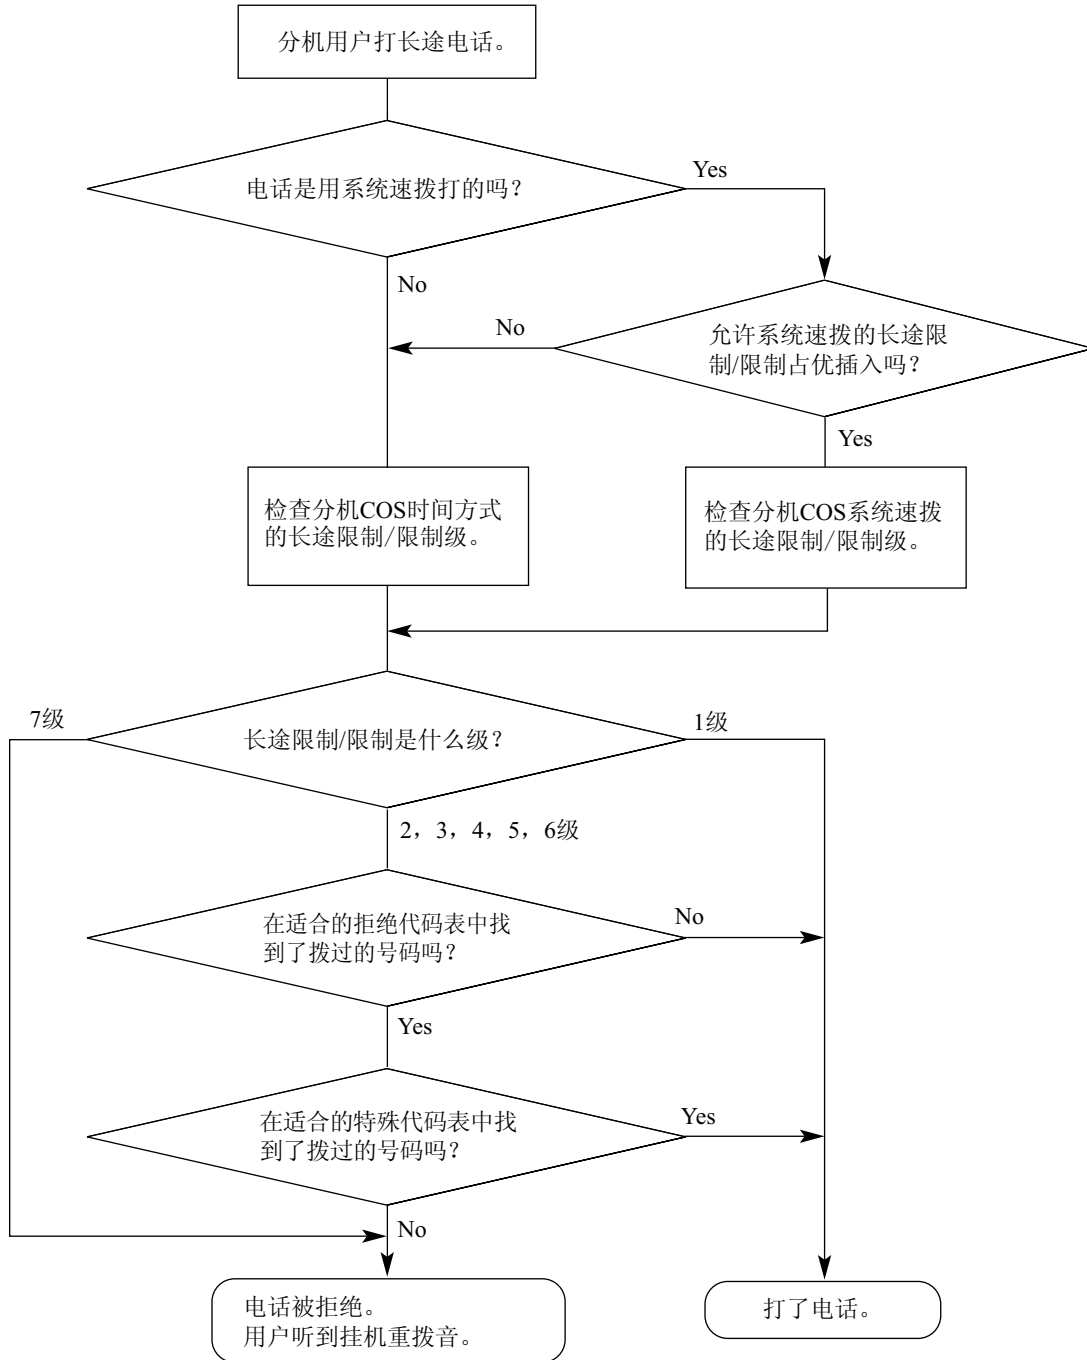 分机用户打长途电话。
电话是用系统速拨打的吗？
Yes
No
No
允许系统速拨的长途限
制/限制占优插入吗？
Yes
检查分机COS时间方式
的长途限制/限制级。
检查分机COS系统速拨
的长途限制/限制级。
7级
长途限制/限制是什么级？
1级
2，3，4，5，6级
在适合的拒绝代码表中找
到了拨过的号码吗？
No
Yes
在适合的特殊代码表中找
到了拨过的号码吗？
Yes
No
电话被拒绝。
用户听到挂机重拨音。
打了电话。